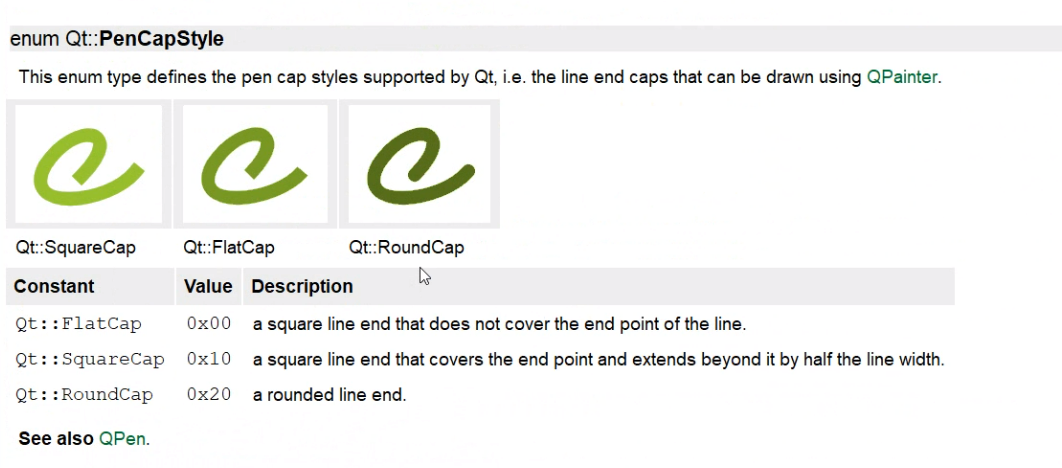 enum Qt::PenCapStyle
This enum type defines the pen cap styles supported by Qt, i.e. the line end caps that can be drawn using QPainter.
Qt::SquareCap Qt::FlatCap Qt::RoundCap
Constant Value Description
Qt::FlatCap 0x00 a square line end that does not cover the end point of the line.
Qt::SquareCap 0x10 a square line end that covers the end point and extends beyond it by half the line width.
Qt::RoundCap 0x20 a rounded line end.
See also QPen.